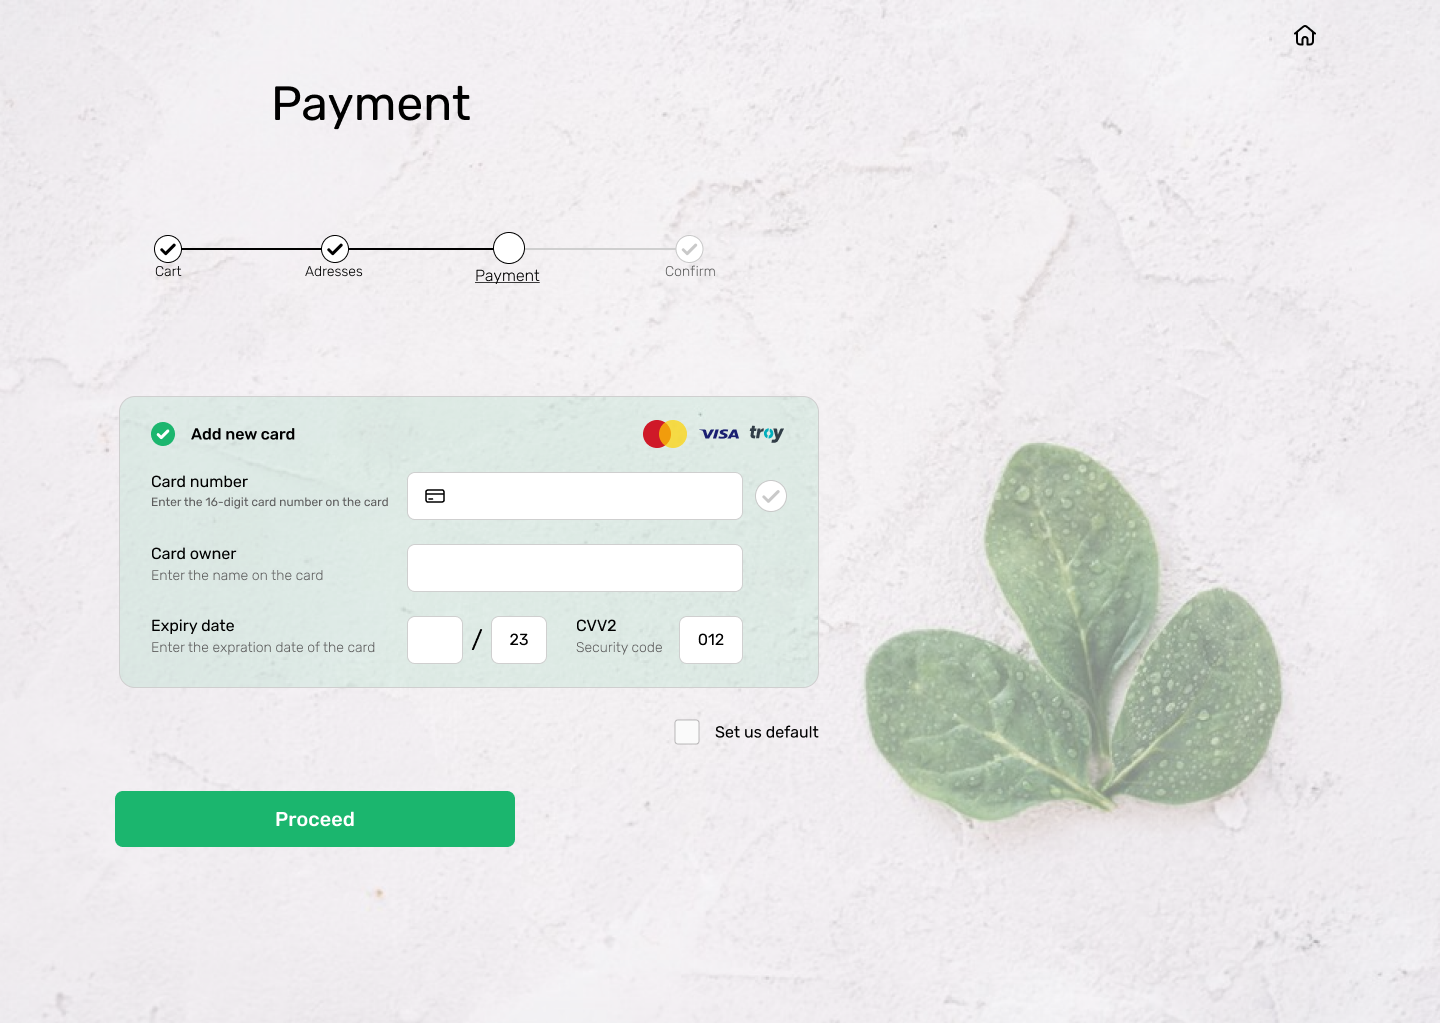 Payment
Cart
Adresses
Payment
Confirm
Add new card
VISA
troy
Card number
Enter the 16-digit card number on the card
Card owner
Enter the name on the card
Expiry date
Enter the expration date of the card
/
23
CVV2
Security code
012
Set us default
Proceed